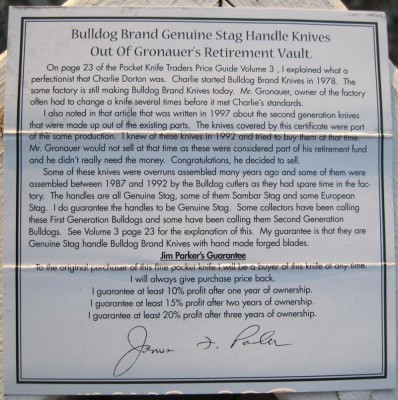 Bulldog Brand Genuine Stag Handle Knives
Out Of Gronauer's Retirement Vault.
On page 23 of the Pocket Knife Traders Price Guide Volume 3 , I explained what a
perfectionist that Charlie Dorton was. Charlie started Bulldog Brand Knives in 1978. The
same factory is still making Bulldog Brand Knives today. Mr. Gronauer, owner of the factory
often had to change a knife several times before it met Charlie's standards.
I also noted in that article that was written in 1997 about the second generation knives
that were made up out of the existing parts. The knives covered by this certificate were part
of the same production. I knew of these knives in 1992 and tried to buy them at that time.
Mr. Gronauer would not sell at that time as these were considered part of his retirement fund
and he didn't really need the money. Congratulations, he decided to sell.
Some of these knives were overruns assembled many years ago and some of them were
assembled between 1987 and 1992 by the Bulldog cutlers as they had spare time in the fac-
tory. The handles are all Genuine Stag, some of them Sambar Stag and some European
Stag. I do guarantee the handles to be Genuine Stag. Some collectors have been calling
these First Generation Bulldogs and some have been calling them Second Generation
Bulldogs. See Volume 3 page 23 for the explanation of this. My guarantee is that they are
Genuine Stag handle Bulldog Brand Knives with hand made forged blades.
Jim Parker's Guarantee
To the original purchaser of this fine pocket knife I will be a buyer of this knife at any time.
I will always give purchase price back.
I guarantee at least 10% profit after one year of ownership.
I guarantee at least 15% profit after two years of ownership.
I guarantee at least 20% profit after three years of ownership.
James F. Parker